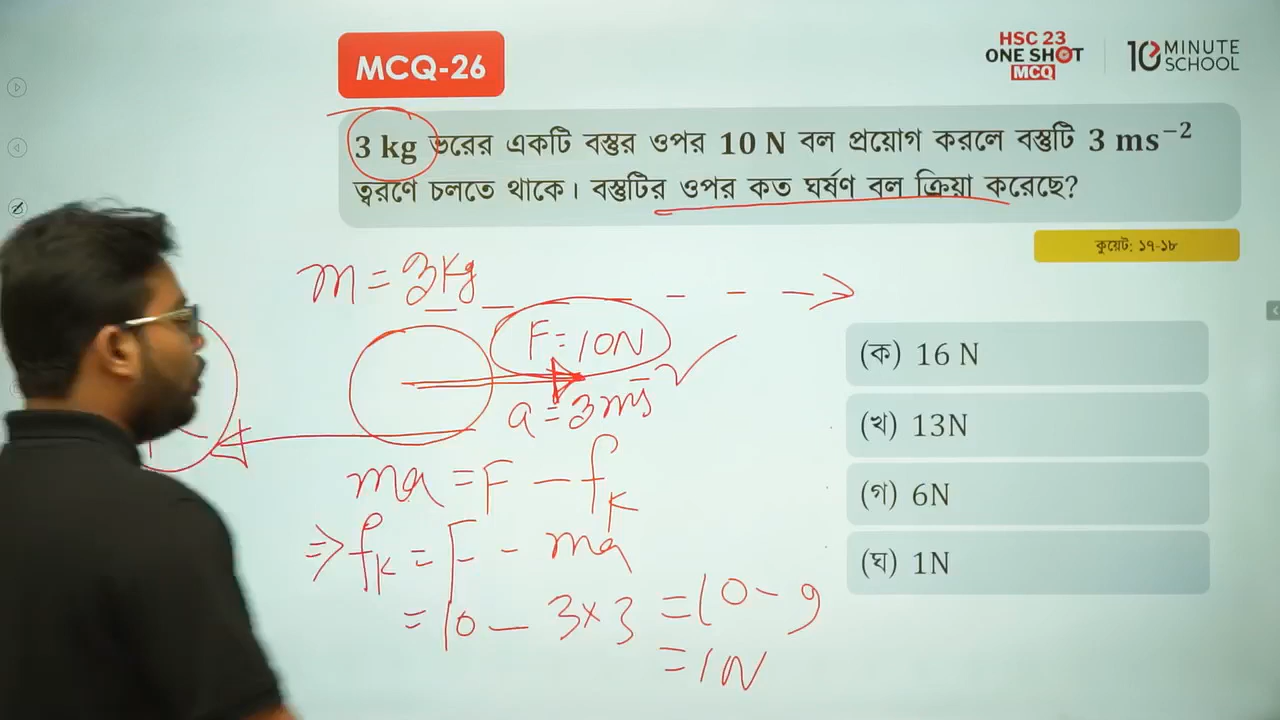 MCQ-26
HSC 23
ONE SHOT
MCQ
10 MINUTE
SCHOOL
3 kg ভরের একটি বস্তুর ওপর 10 N বল প্রয়োগ করলে বস্তুটি 3 ms⁻²
ত্বরণে চলতে থাকে। বস্তুটির ওপর কত ঘর্ষণ বল ক্রিয়া করেছে?
কুয়েট: ১৭-১৮
m = 3kg
F = 10N
a = 3ms
(ক) 16 N
(খ) 13N
(গ) 6N
(ঘ) 1N
ma = F - fK
⇒ fK = F - ma
= 10 - 3×3 = 10 - 9
= 1N